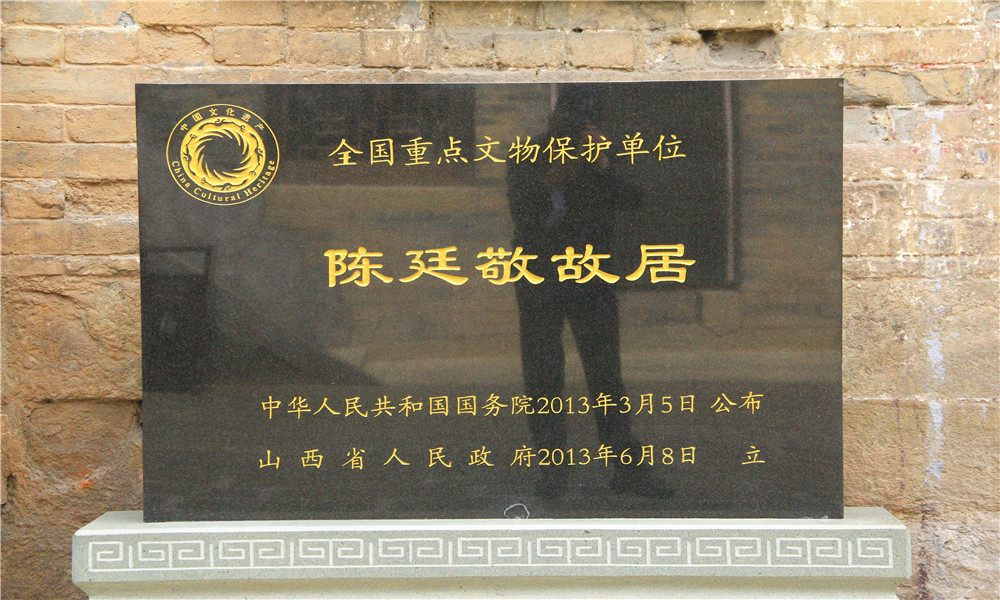 中国文化遗产
China Cultural Heritage
全国重点文物保护单位
陈廷敬故居
中华人民共和国国务院2013年3月5日 公布
山西省人民政府2013年6月8日 立